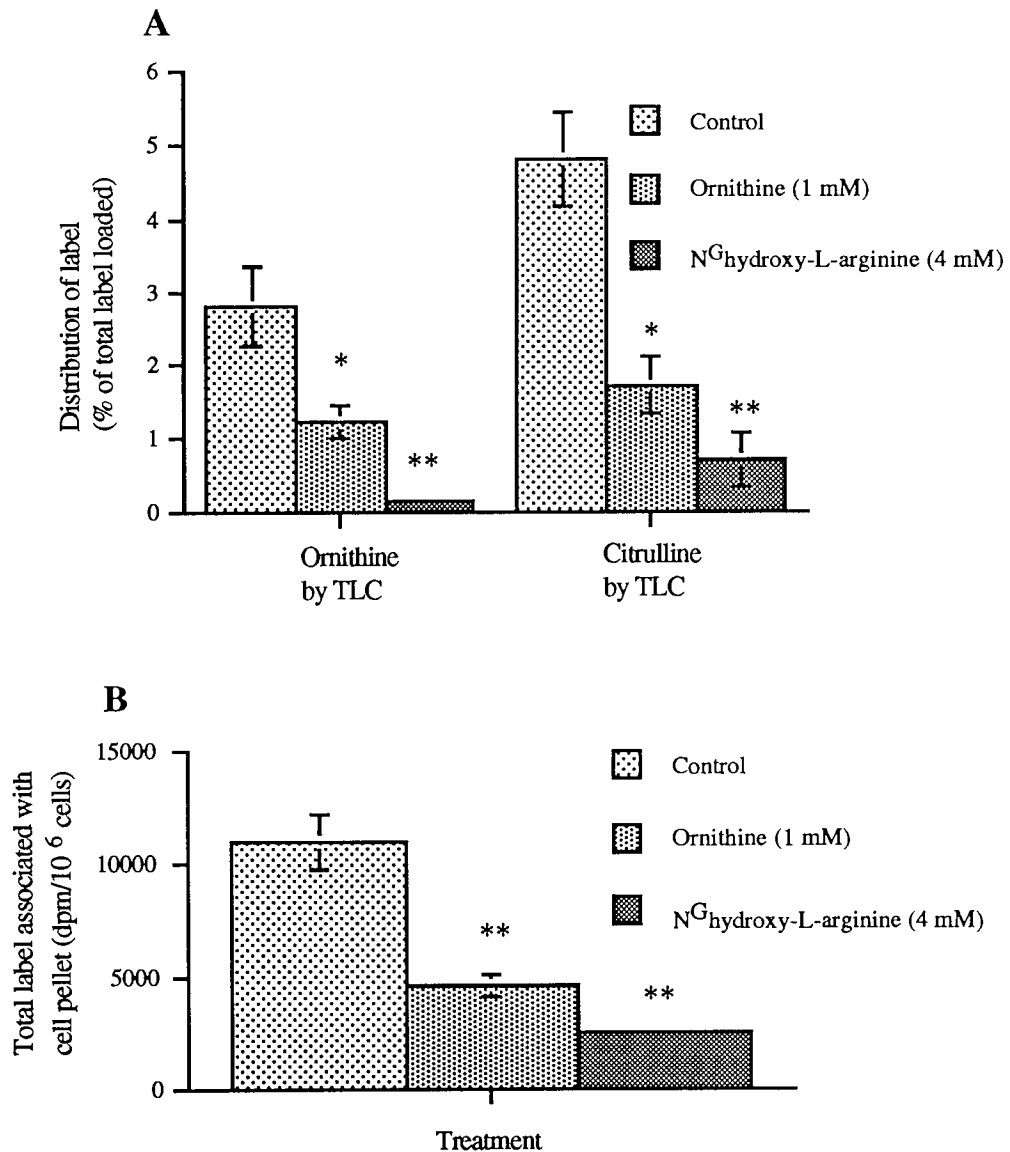 A
6
5
4
3
2
1
0
Distribution of label
(% of total label loaded)
Control
Ornithine (1 mM)
NGhydroxy-L-arginine (4 mM)
*
**
*
**
Ornithine
by TLC
Citrulline
by TLC
B
15000
10000
5000
0
Total label associated with
cell pellet (dpm/10 6 cells)
Control
Ornithine (1 mM)
NGhydroxy-L-arginine (4 mM)
**
**
Treatment